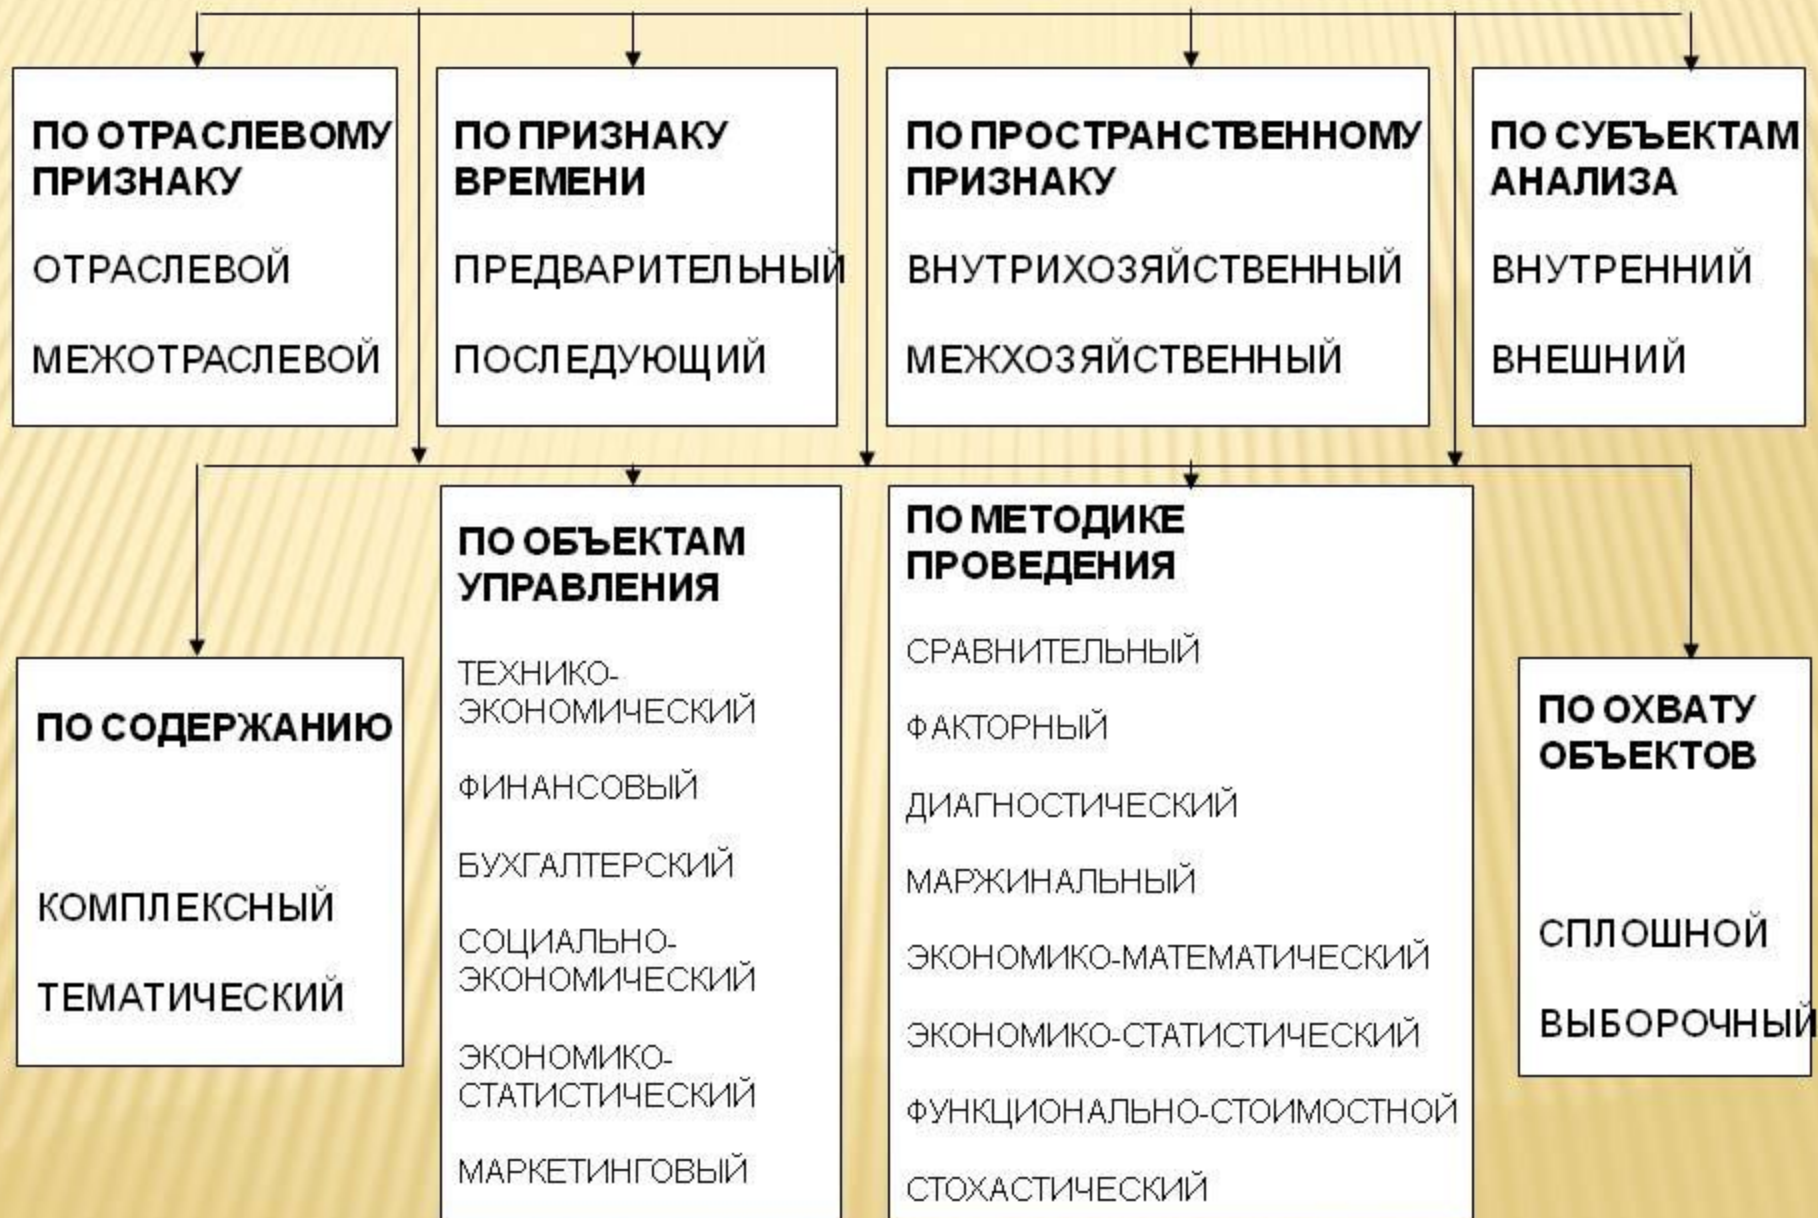 ПО ОТРАСЛЕВОМУ
ПРИЗНАКУ
ОТРАСЛЕВОЙ
МЕЖОТРАСЛЕВОЙ
ПО ПРИЗНАКУ
ВРЕМЕНИ
ПРЕДВАРИТЕЛЬНЫЙ
ПОСЛЕДУЮЩИЙ
ПО ПРОСТРАНСТВЕННОМУ
ПРИЗНАКУ
ВНУТРИХОЗЯЙСТВЕННЫЙ
МЕЖХОЗЯЙСТВЕННЫЙ
ПО СУБЪЕКТАМ
АНАЛИЗА
ВНУТРЕННИЙ
ВНЕШНИЙ
ПО СОДЕРЖАНИЮ
КОМПЛЕКСНЫЙ
ТЕМАТИЧЕСКИЙ
ПО ОБЪЕКТАМ
УПРАВЛЕНИЯ
ТЕХНИКО-
ЭКОНОМИЧЕСКИЙ
ФИНАНСОВЫЙ
БУХГАЛТЕРСКИЙ
СОЦИАЛЬНО-
ЭКОНОМИЧЕСКИЙ
ЭКОНОМИКО-
СТАТИСТИЧЕСКИЙ
МАРКЕТИНГОВЫЙ
ПО МЕТОДИКЕ
ПРОВЕДЕНИЯ
СРАВНИТЕЛЬНЫЙ
ФАКТОРНЫЙ
ДИАГНОСТИЧЕСКИЙ
МАРЖИНАЛЬНЫЙ
ЭКОНОМИКО-МАТЕМАТИЧЕСКИЙ
ЭКОНОМИКО-СТАТИСТИЧЕСКИЙ
ФУНКЦИОНАЛЬНО-СТОИМОСТНОЙ
СТОХАСТИЧЕСКИЙ
ПО ОХВАТУ
ОБЪЕКТОВ
СПЛОШНОЙ
ВЫБОРОЧНЫЙ